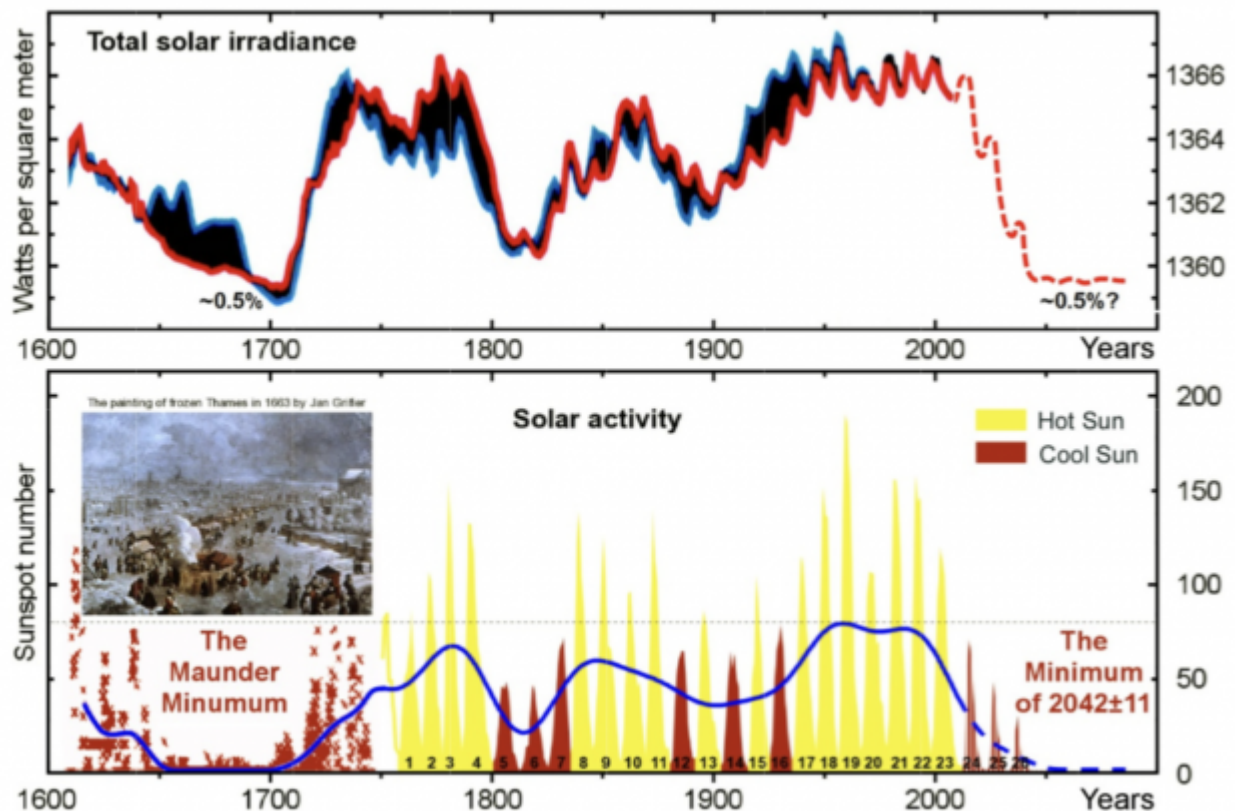 Total solar irradiance
Watts per square meter
1366
1364
1362
1360
~0.5%
~0.5%?
1600 1700 1800 1900 2000 Years
The painting of frozen Thames in 1663 by Jan Grifier
Solar activity
Hot Sun
Cool Sun
Sunspot number
200
150
100
50
0
The
Maunder
Minumum
The
Minimum
of 2042±11
1 2 3 4 5 6 7 8 9 10 11 12 13 14 15 16 17 18 19 20 21 22 23 24 25 26
1600 1700 1800 1900 2000 Years